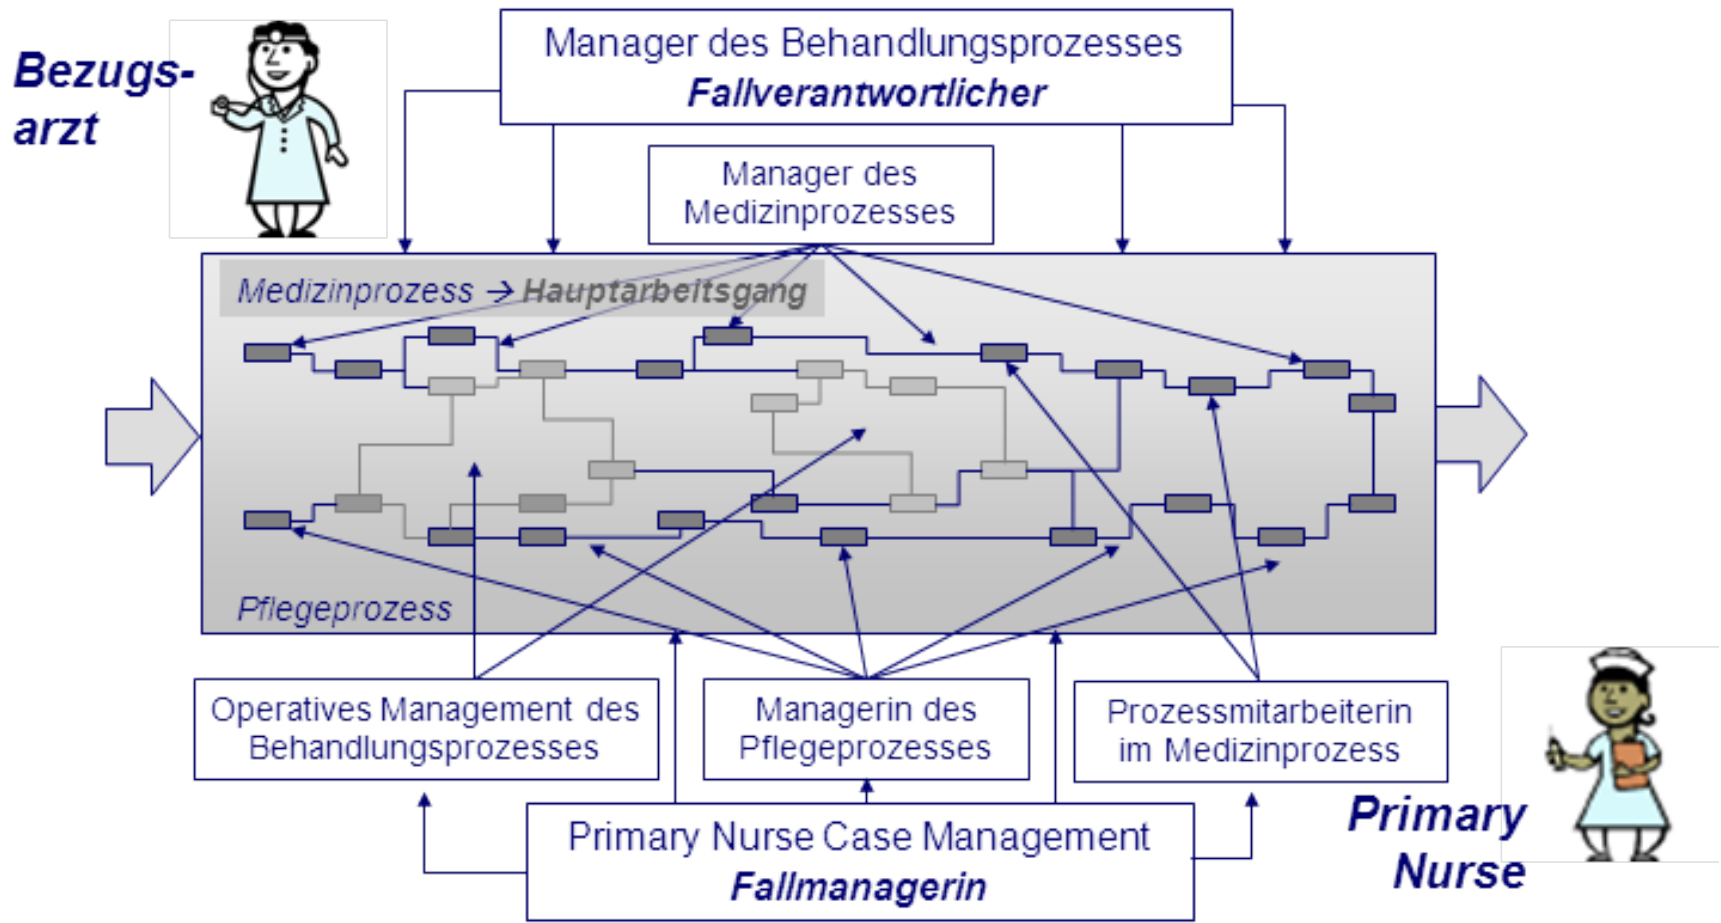 Bezugs-
arzt
Manager des Behandlungsprozesses
Fallverantwortlicher
Manager des
Medizinprozesses
Medizinprozess → Hauptarbeitsgang
Pflegeprozess
Operatives Management des
Behandlungsprozesses
Managerin des
Pflegeprozesses
Prozessmitarbeiterin
im Medizinprozess
Primary Nurse Case Management
Fallmanagerin
Primary
Nurse